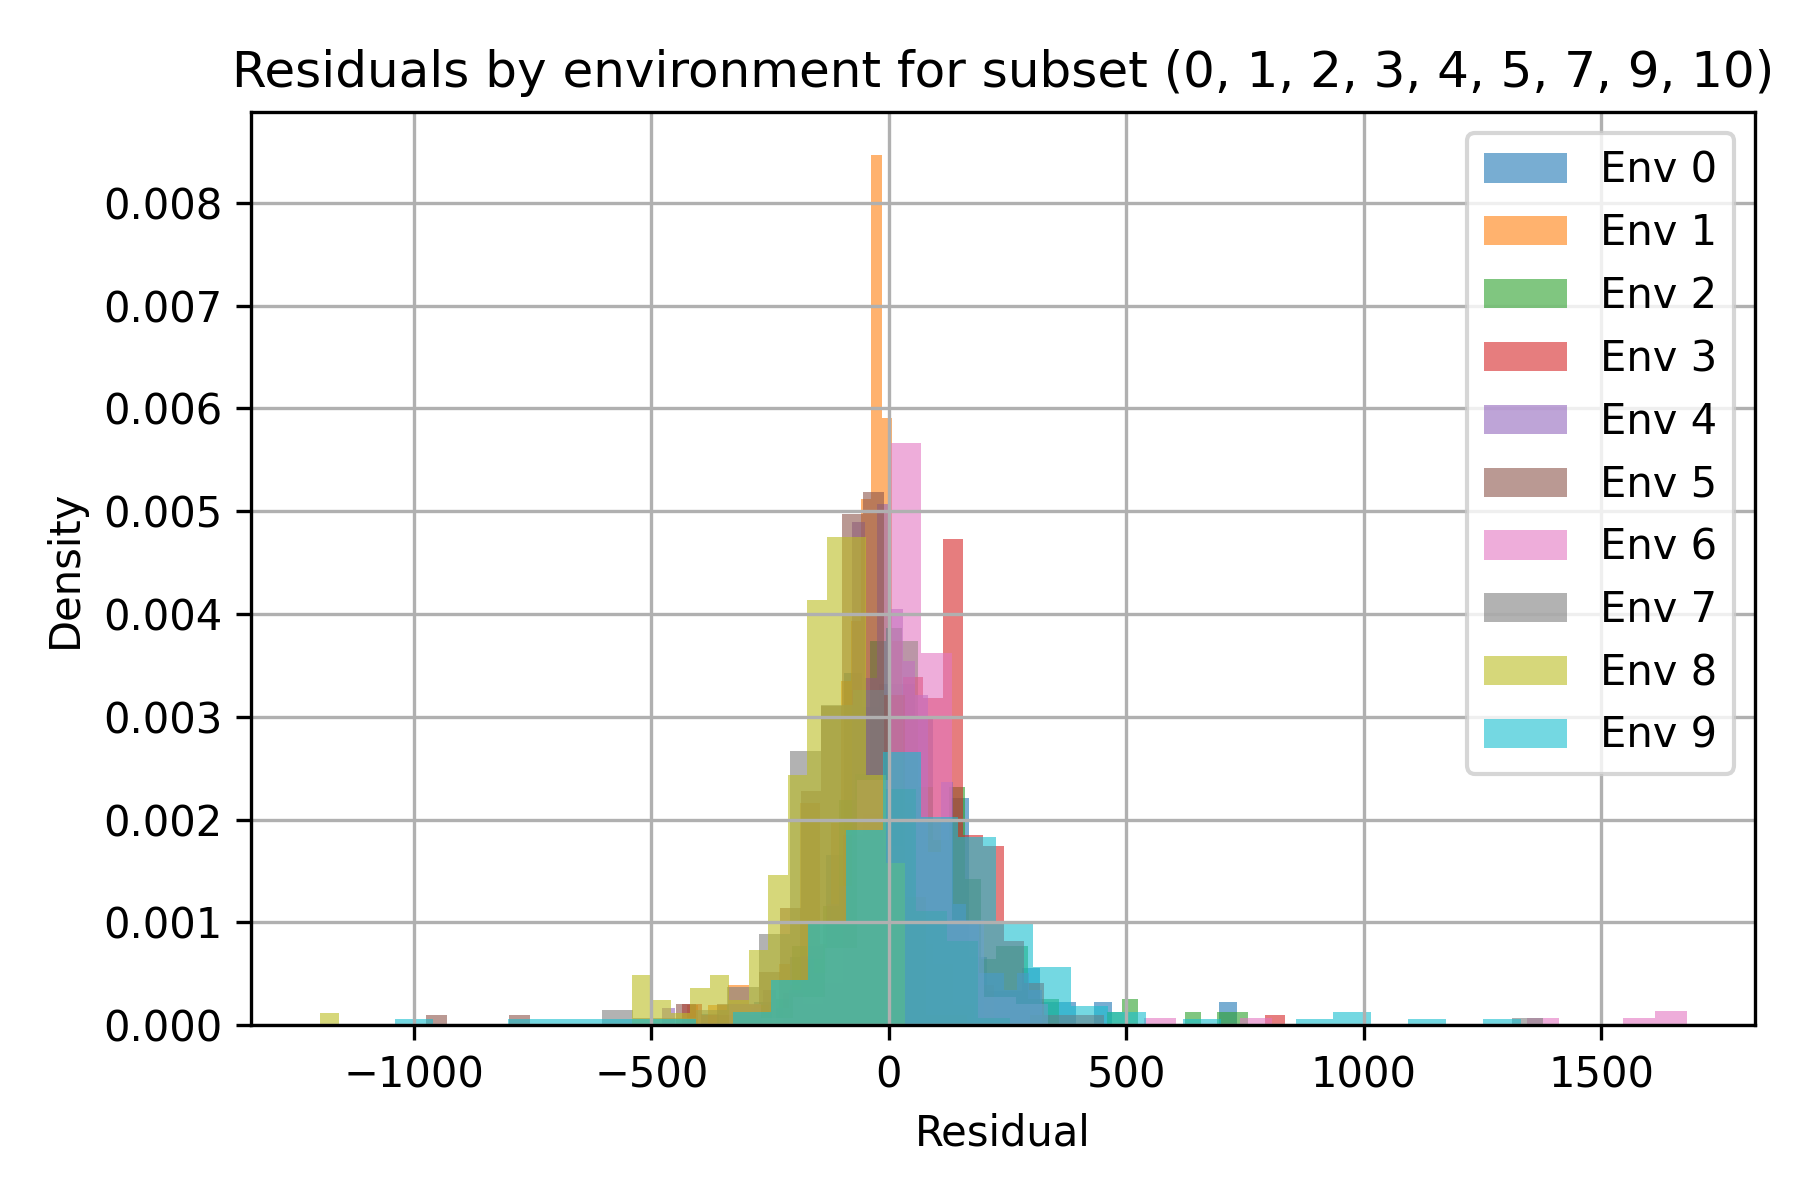 Residuals by environment for subset (0, 1, 2, 3, 4, 5, 7, 9, 10)
Density
0.008
0.007
0.006
0.005
0.004
0.003
0.002
0.001
0.000
−1000
−500
0
500
1000
1500
Residual
Env 0
Env 1
Env 2
Env 3
Env 4
Env 5
Env 6
Env 7
Env 8
Env 9